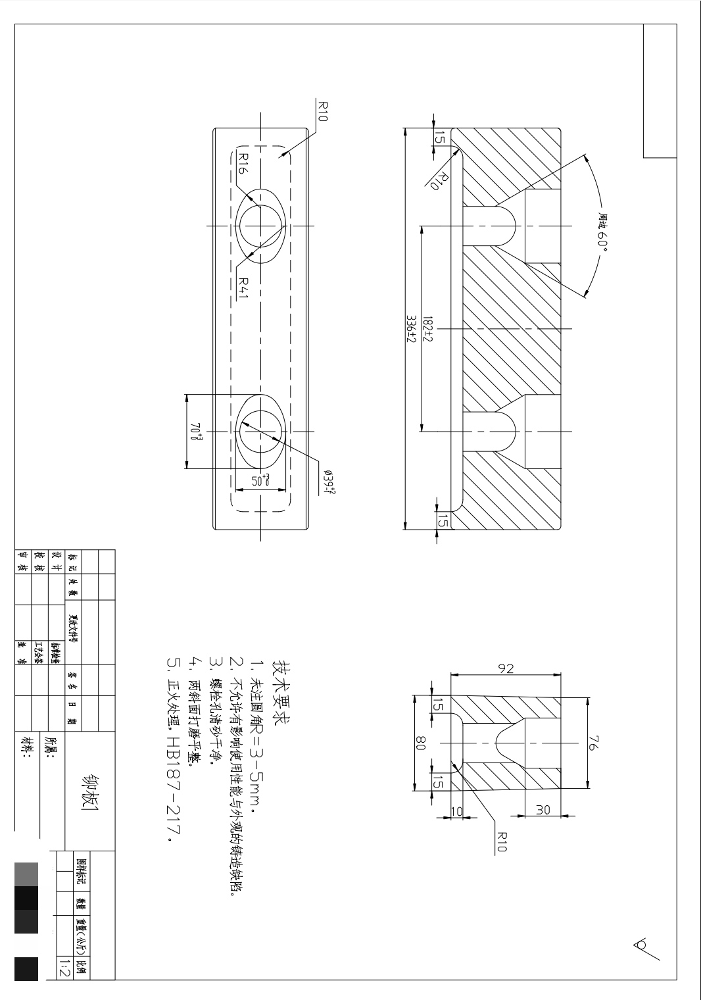 周边 60°
15
R10
182±2
336±2
15
92
15
80
15
76
10
30
R10
R10
R16
R41
70+3 0
50+3 0
Ø39+2 -1
技术要求
1. 未注圆角R=3-5mm。
2. 不允许有影响使用性能与外观的铸造缺陷。
3. 螺栓孔清砂干净。
4. 两斜面打磨平整。
5. 正火处理，HB187-217。
标记 处数 更改文件号 签名 日期
设计 标准检查
校核 工艺会签
审核 批准
铆板1
所属：
材料：
图样标记 数量 重量(公斤) 比例
1:2